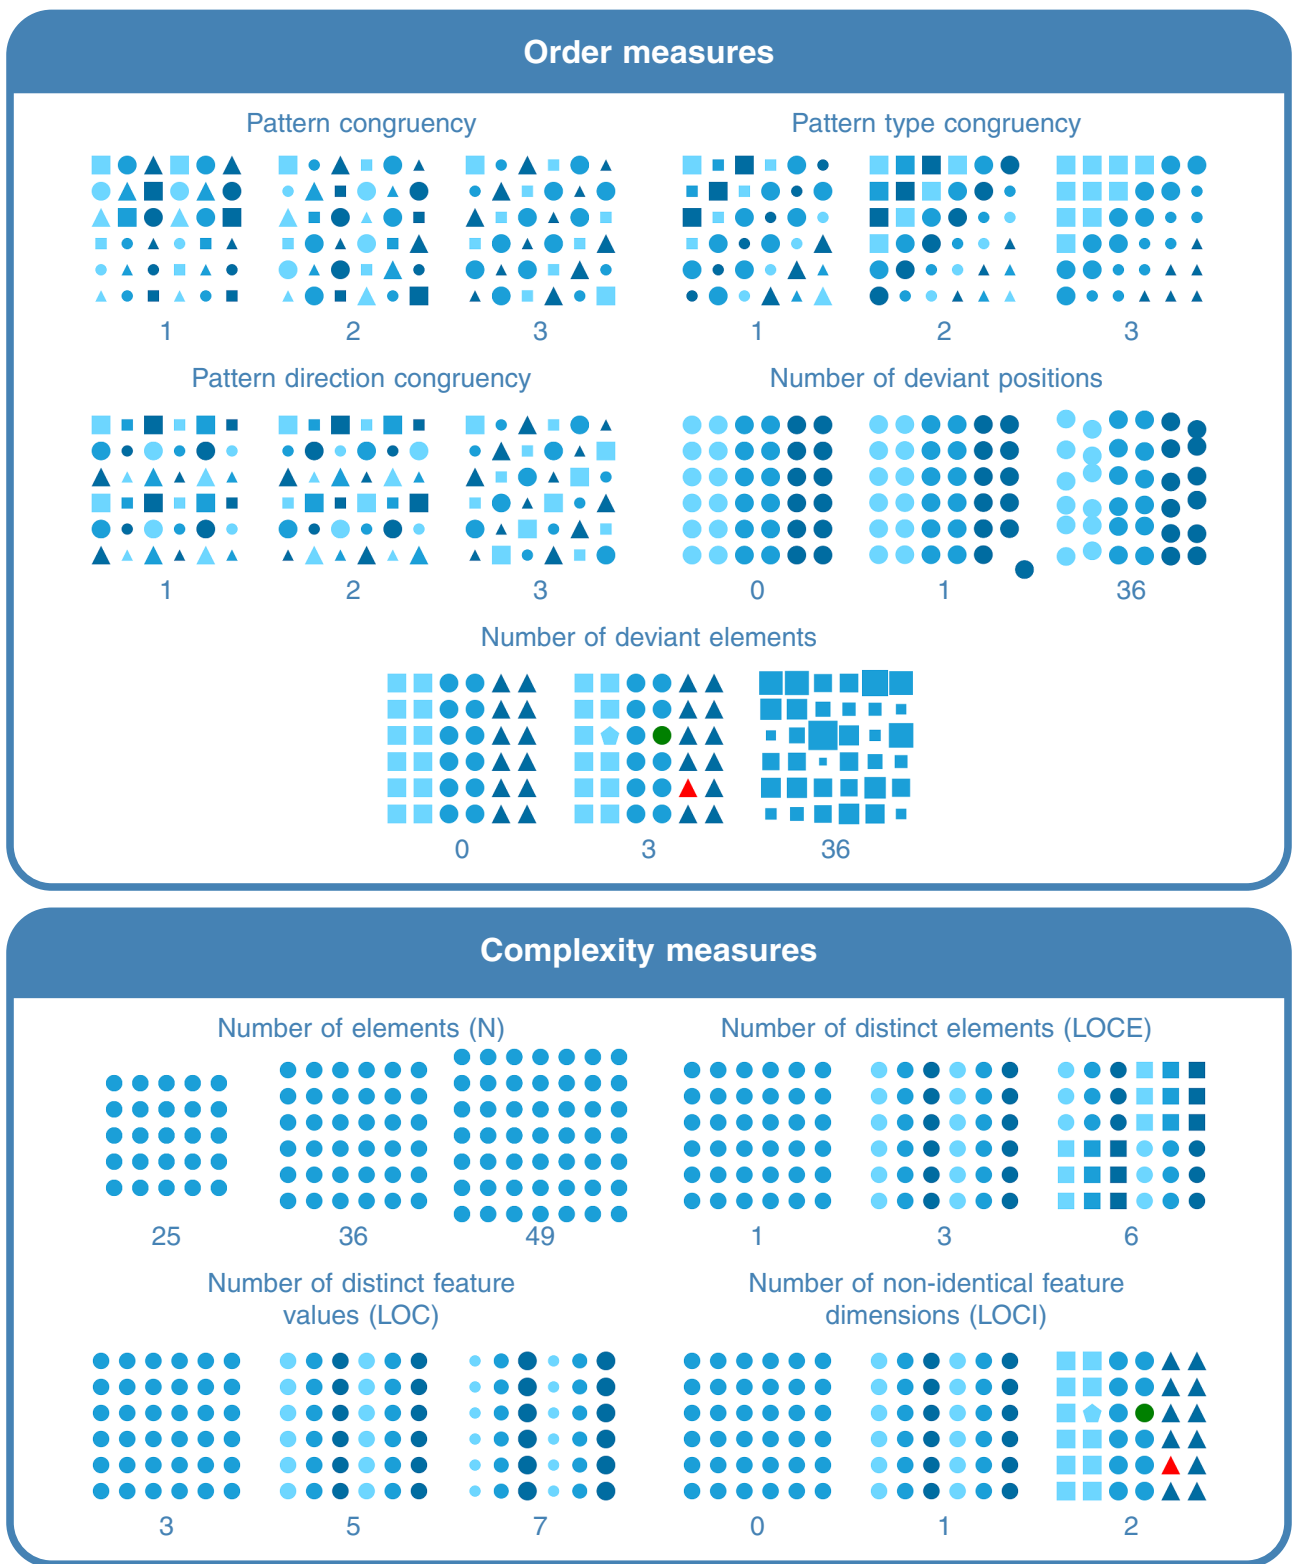 Order measures
Pattern congruency
Pattern type congruency
1
2
3
1
2
3
Pattern direction congruency
Number of deviant positions
1
2
3
0
1
36
Number of deviant elements
0
3
36
Complexity measures
Number of elements (N)
Number of distinct elements (LOCE)
25
36
49
1
3
6
Number of distinct feature
values (LOC)
Number of non-identical feature
dimensions (LOCI)
3
5
7
0
1
2